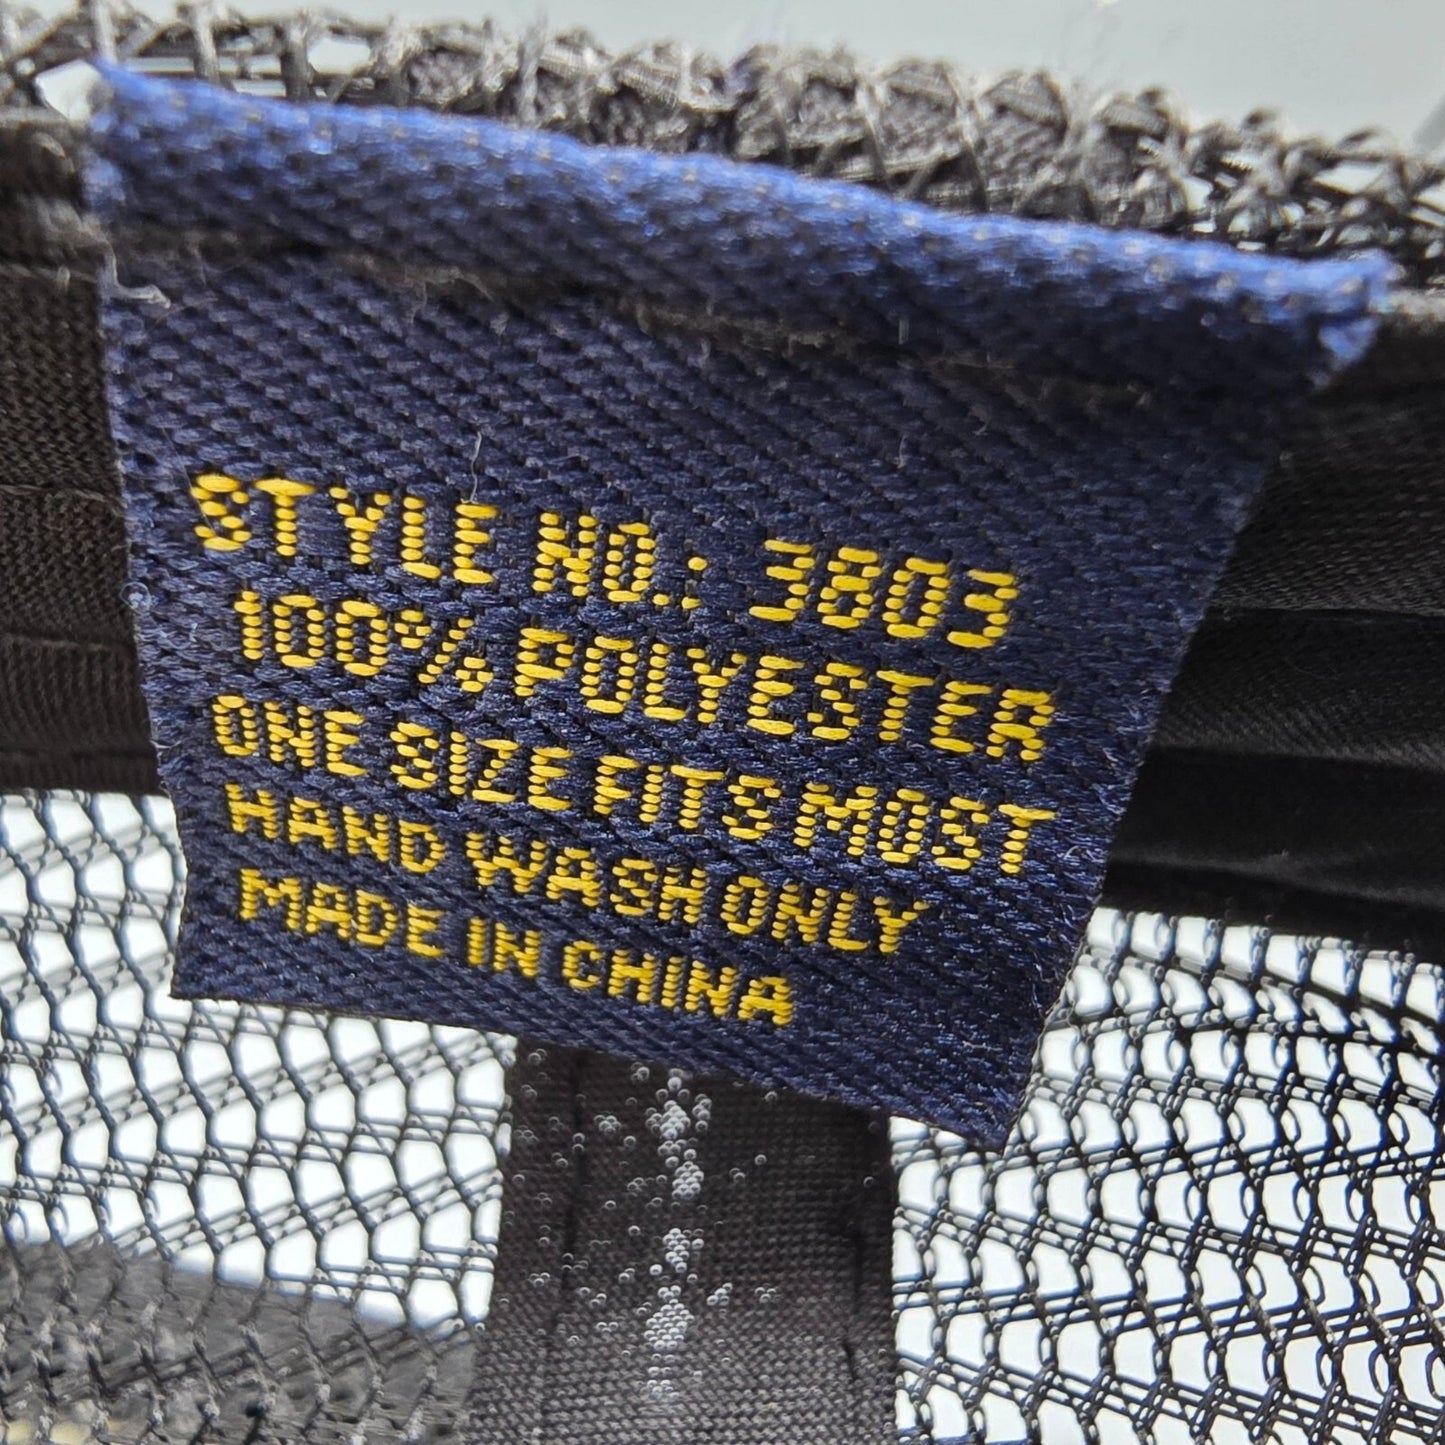 STYLE NO.: 3803
100% POLYESTER
ONE SIZE FITS MOST
HAND WASH ONLY
MADE IN CHINA